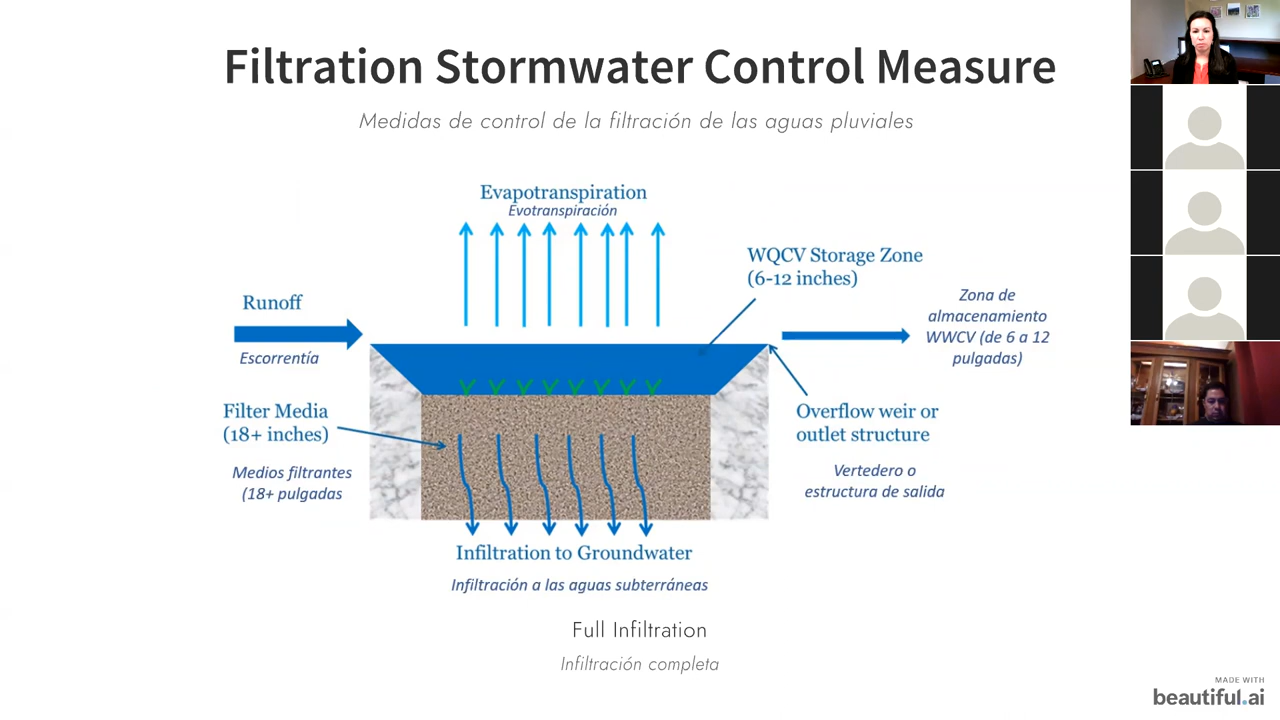 Filtration Stormwater Control Measure
Medidas de control de la filtración de las aguas pluviales
Evapotranspiration
Evotranspiración
WQCV Storage Zone
(6-12 inches)
Runoff
Escorrentía
Zona de
almacenamiento
WWCV (de 6 a 12
pulgadas)
Filter Media
(18+ inches)
Medios filtrantes
(18+ pulgadas
Overflow weir or
outlet structure
Vertedero o
estructura de salida
Infiltration to Groundwater
Infiltración a las aguas subterráneas
Full Infiltration
Infiltración completa
MADE WITH
beautiful.ai